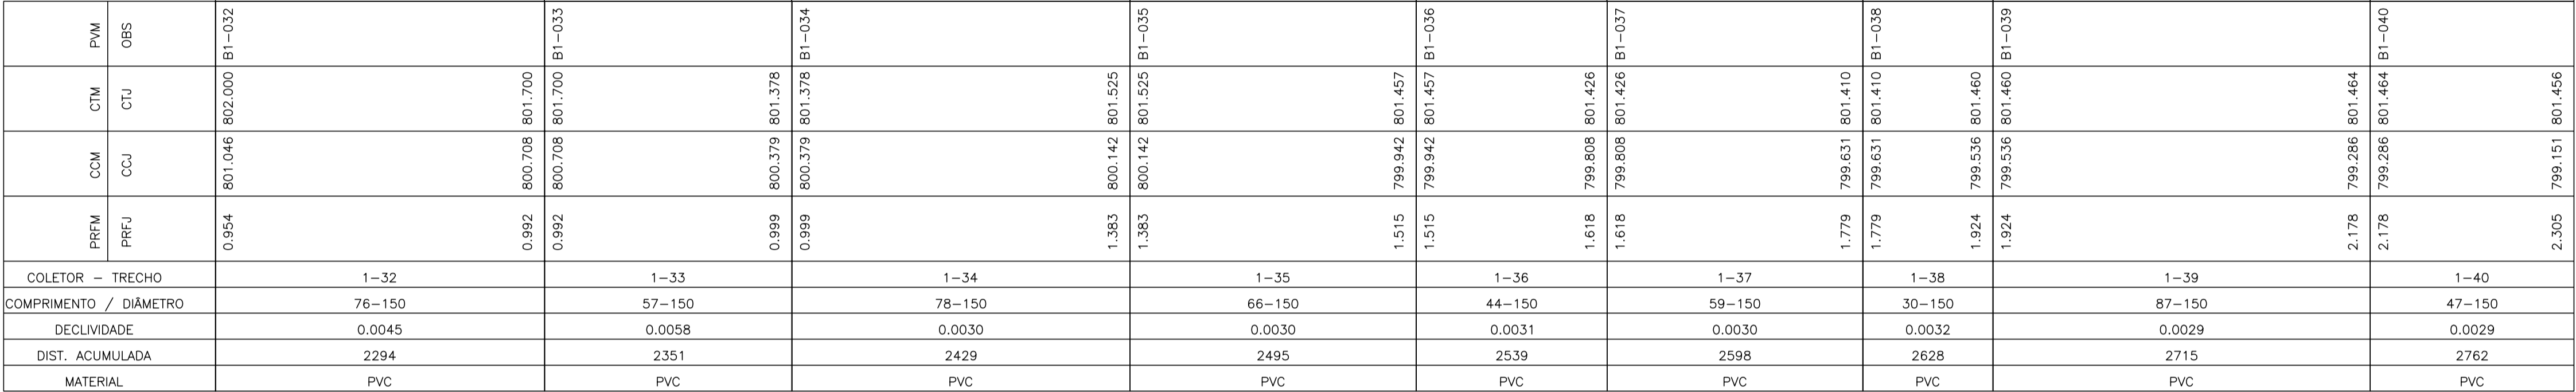 PVM OBS B1-032 B1-033 B1-034 B1-035 B1-036 B1-037 B1-038 B1-039 B1-040
CTM CTJ 802.000 801.700 801.700 801.378 801.378 801.525 801.525 801.457 801.457 801.426 801.426 801.410 801.410 801.460 801.460 801.464 801.464 801.456
CCM CCJ 801.046 800.708 800.708 800.379 800.379 800.142 800.142 799.942 799.942 799.808 799.808 799.631 799.631 799.536 799.536 799.286 799.286 799.151
PRFM PRFJ 0.954 0.992 0.992 0.999 0.999 1.383 1.383 1.515 1.515 1.618 1.618 1.779 1.779 1.924 1.924 2.178 2.178 2.305
COLETOR - TRECHO 1-32 1-33 1-34 1-35 1-36 1-37 1-38 1-39 1-40
COMPRIMENTO / DIÂMETRO 76-150 57-150 78-150 66-150 44-150 59-150 30-150 87-150 47-150
DECLIVIDADE 0.0045 0.0058 0.0030 0.0030 0.0031 0.0030 0.0032 0.0029 0.0029
DIST. ACUMULADA 2294 2351 2429 2495 2539 2598 2628 2715 2762
MATERIAL PVC PVC PVC PVC PVC PVC PVC PVC PVC